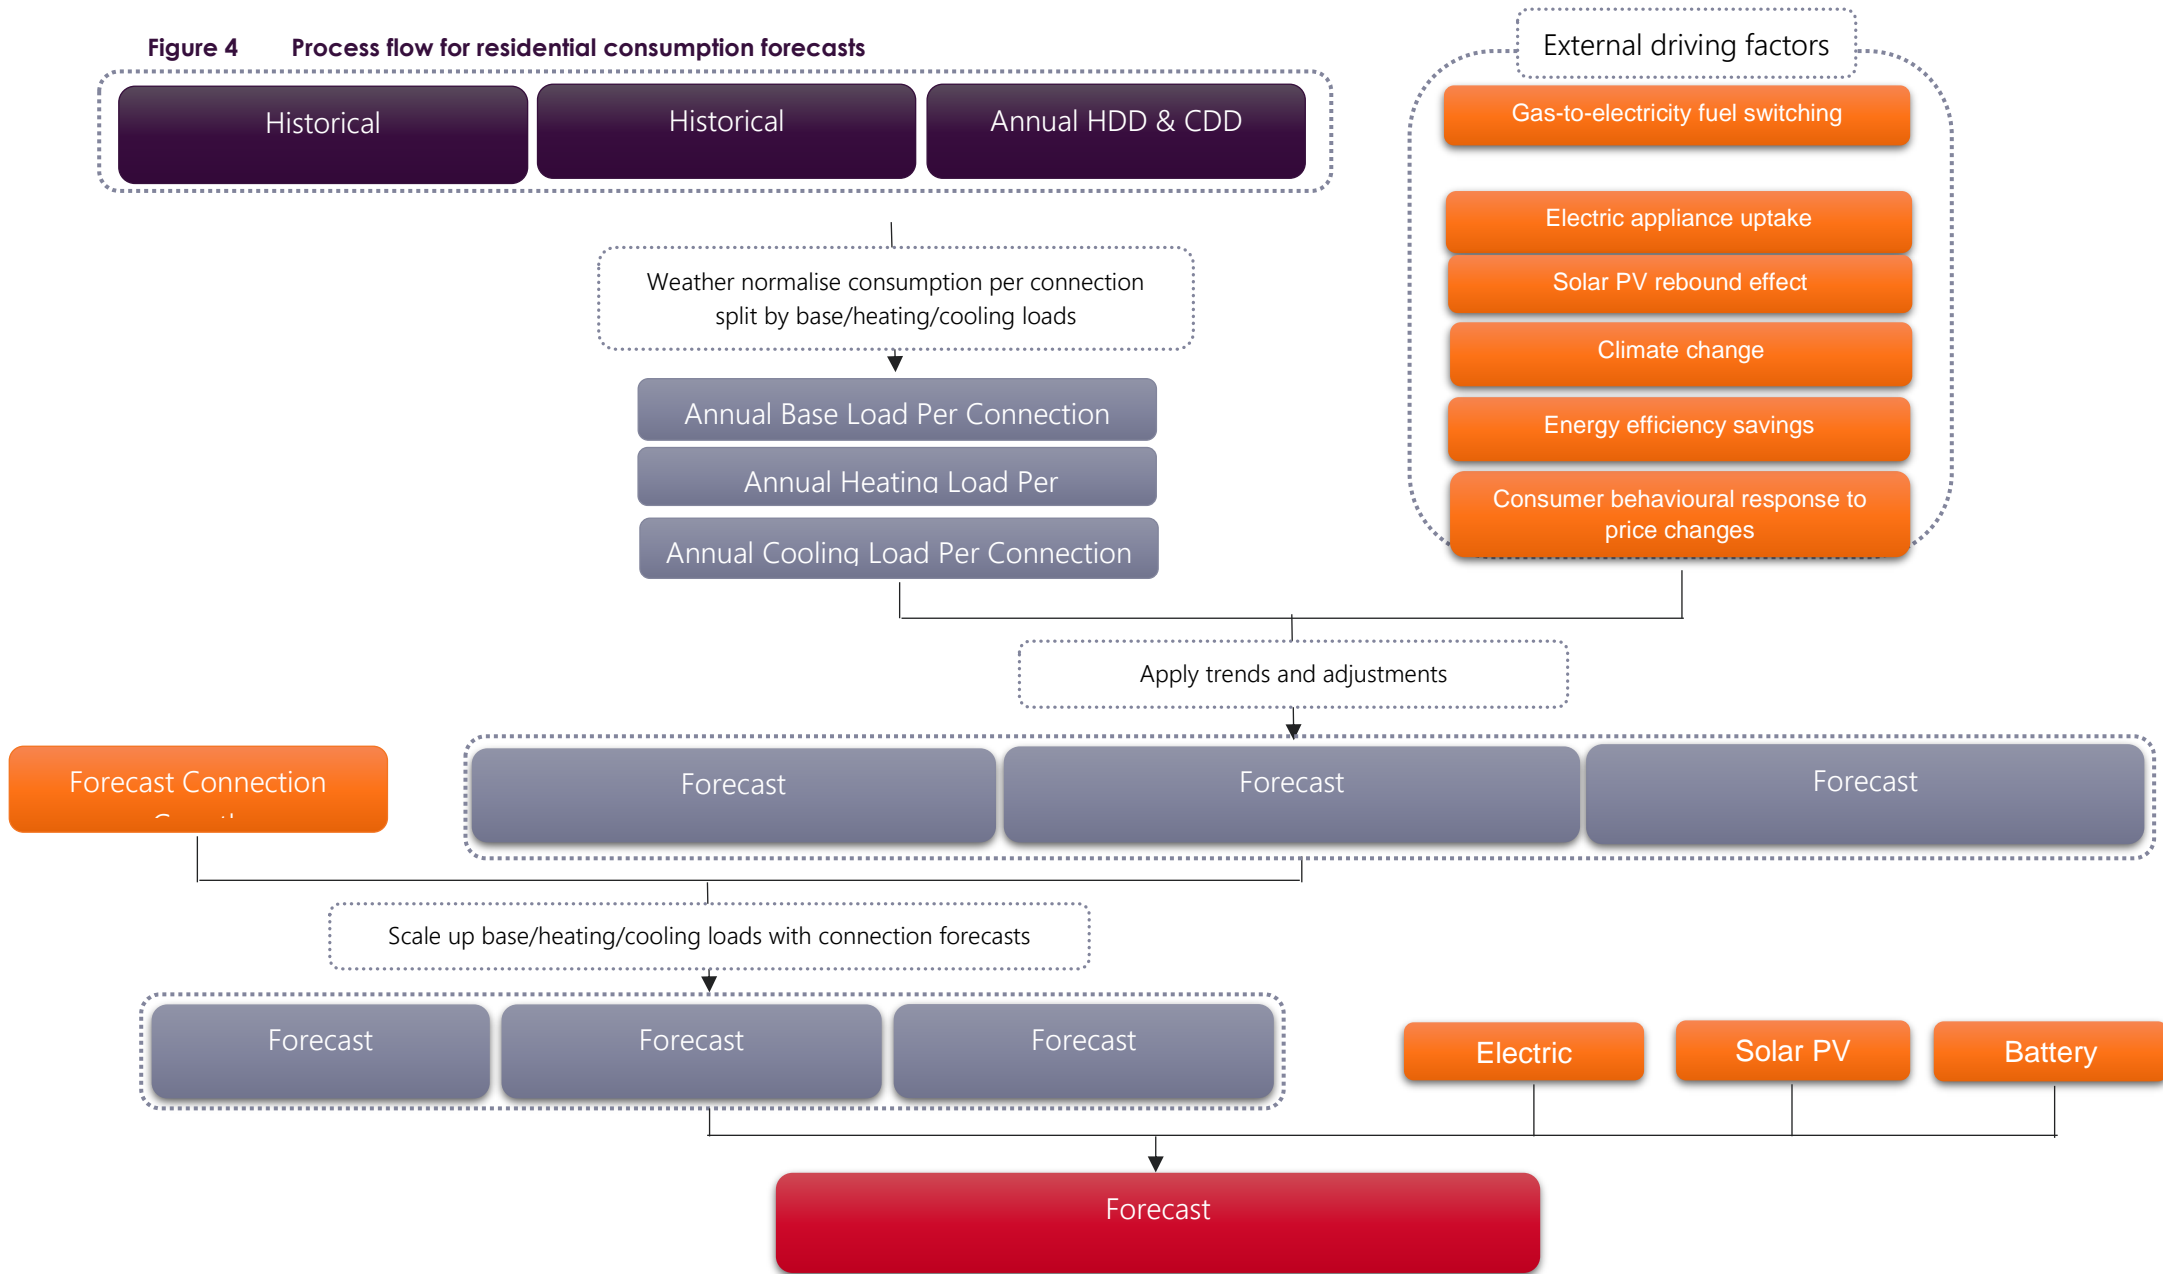 Figure 4 Process flow for residential consumption forecasts
External driving factors
Historical
Historical
Annual HDD & CDD
Gas-to-electricity fuel switching
Electric appliance uptake
Solar PV rebound effect
Climate change
Energy efficiency savings
Consumer behavioural response to
price changes
Weather normalise consumption per connection
split by base/heating/cooling loads
Annual Base Load Per Connection
Annual Heating Load Per
Annual Cooling Load Per Connection
Apply trends and adjustments
Forecast Connection
Forecast
Forecast
Forecast
Scale up base/heating/cooling loads with connection forecasts
Forecast
Forecast
Forecast
Electric
Solar PV
Battery
Forecast